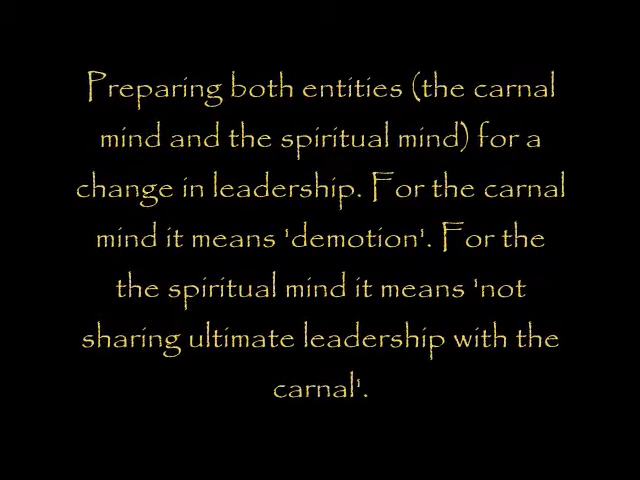 Preparing both entities (the carnal
mind and the spiritual mind) for a
change in leadership. For the carnal
mind it means 'demotion'. For the
the spiritual mind it means 'not
sharing ultimate leadership with the
carnal'.